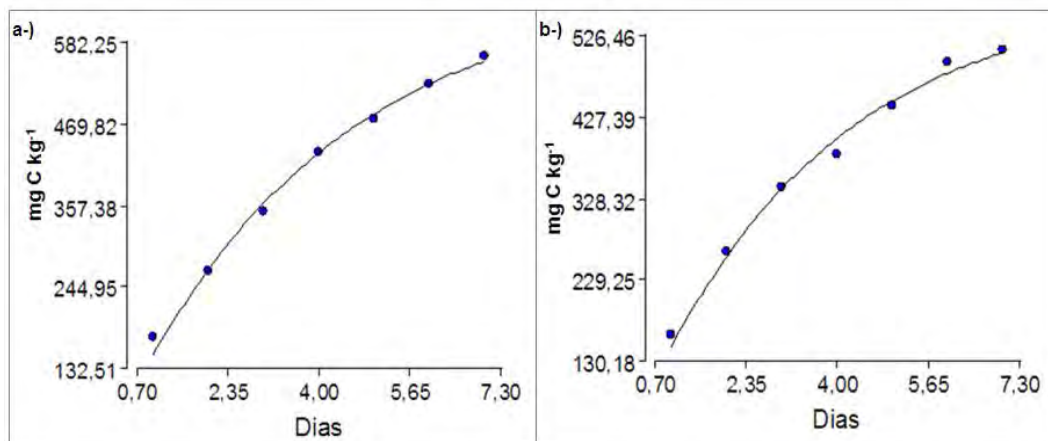 a-)
582,25
469,82
357,38
244,95
132,51
mg C kg-1
0,70 2,35 4,00 5,65 7,30
Dias
b-)
526,46
427,39
328,32
229,25
130,18
mg C kg-1
0,70 2,35 4,00 5,65 7,30
Dias